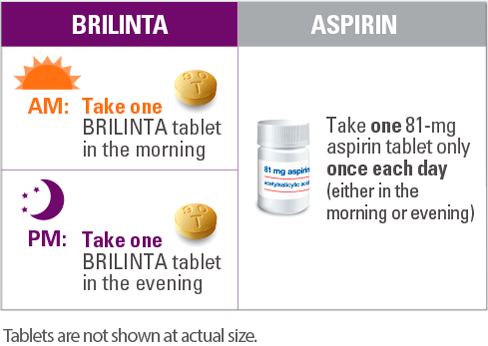 BRILINTA
AM: Take one
BRILINTA tablet
in the morning
PM: Take one
BRILINTA tablet
in the evening
ASPIRIN
81 mg aspirin
acetylsalicylic acid
Take one 81-mg
aspirin tablet only
once each day
(either in the
morning or evening)
Tablets are not shown at actual size.